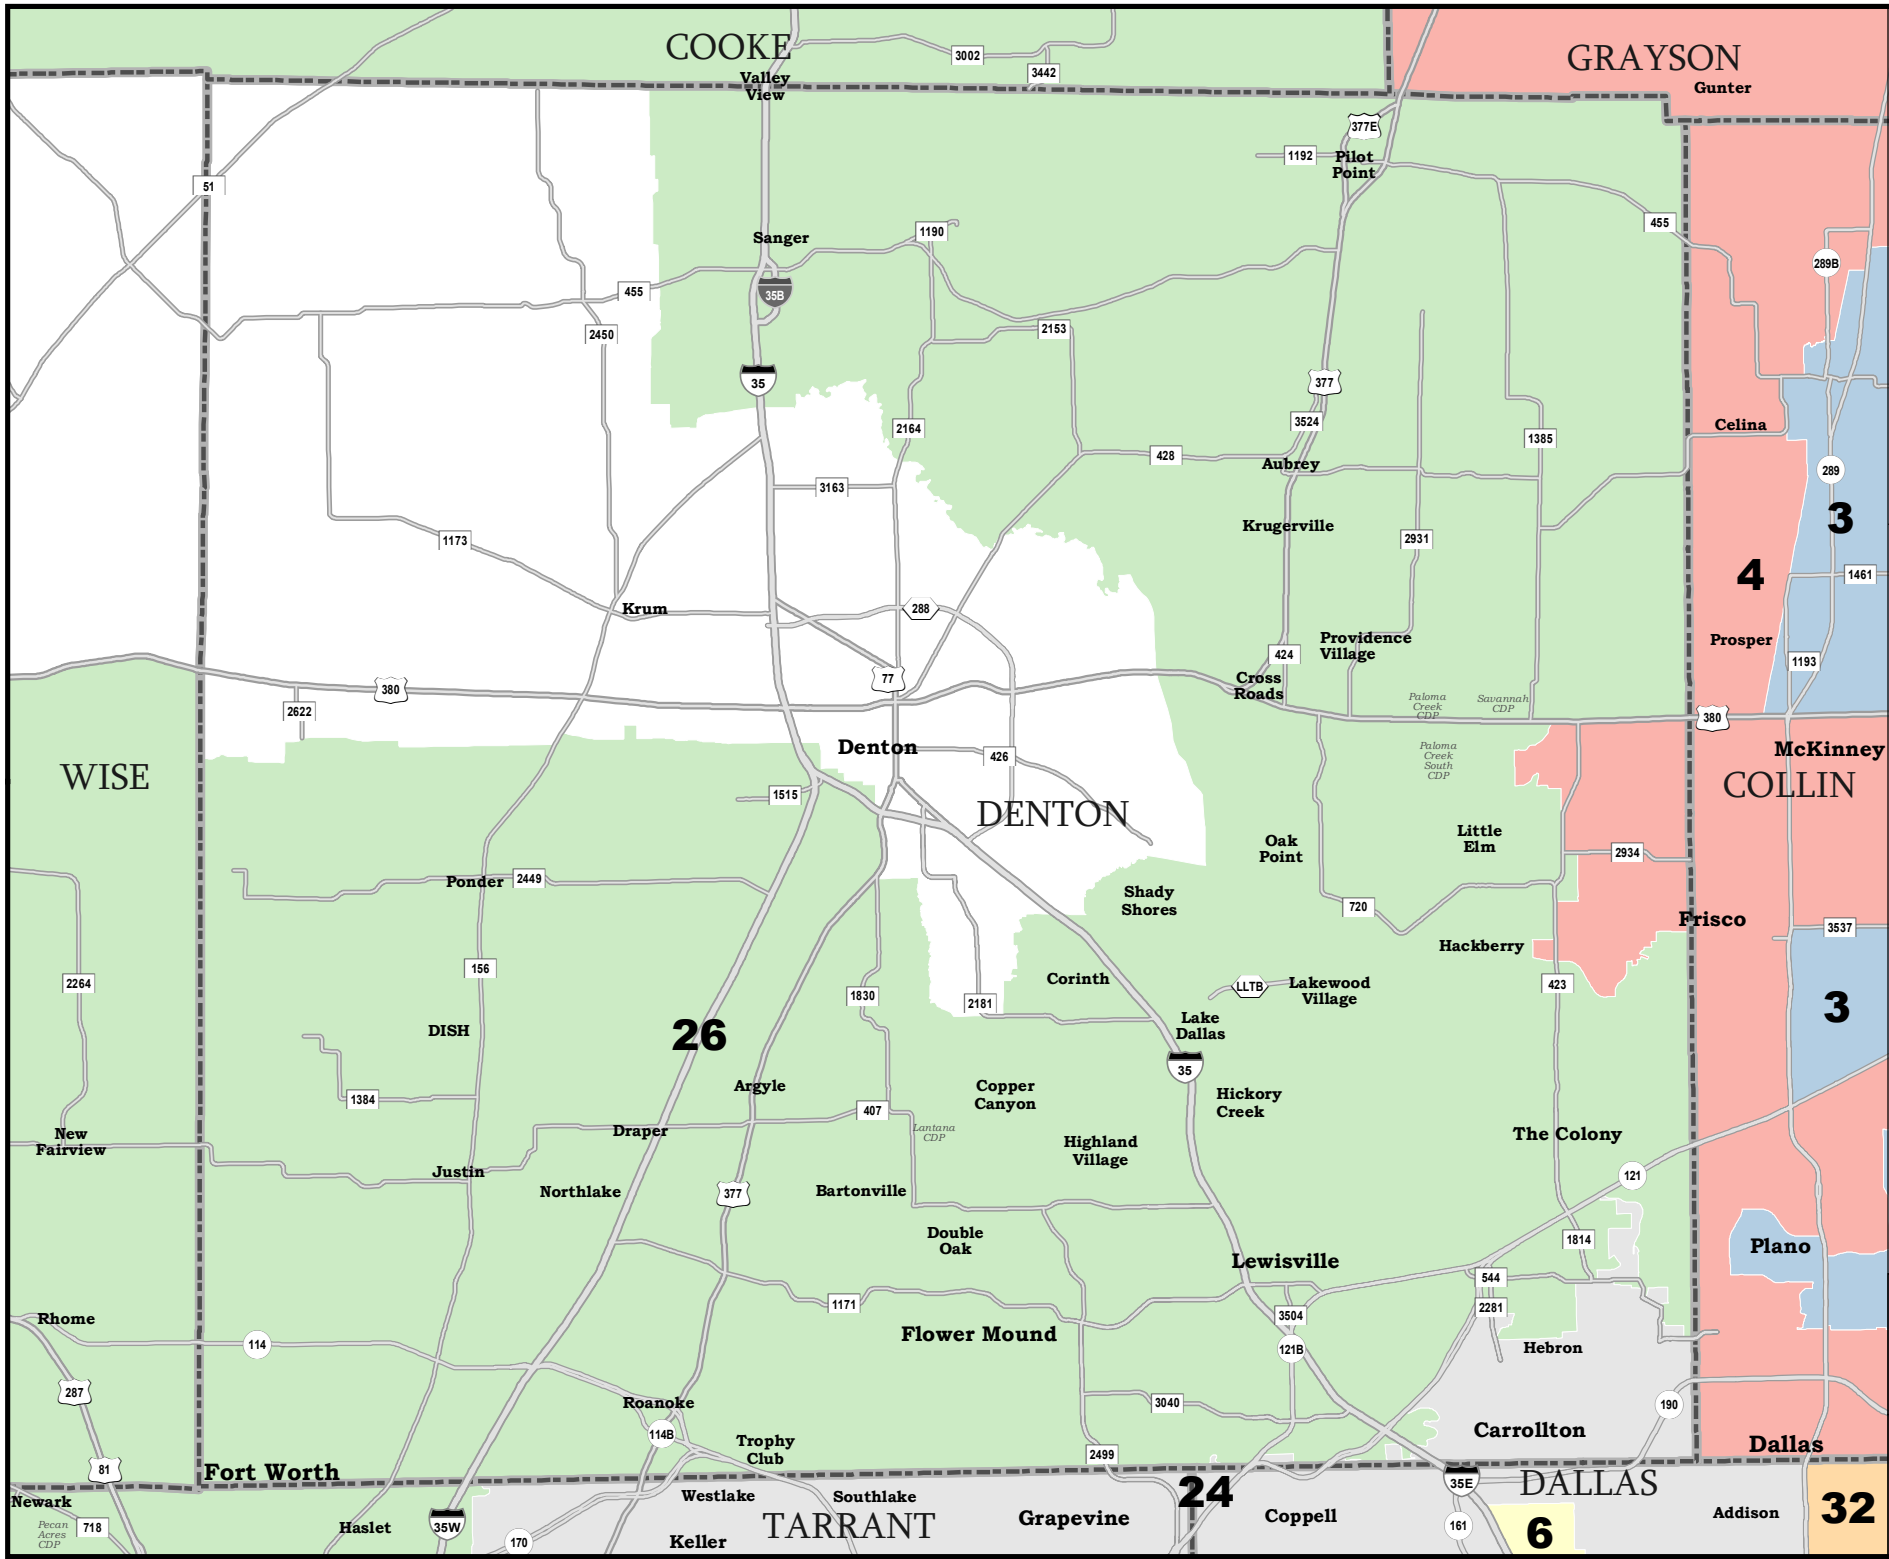 COOKE
GRAYSON
3002
3442
Valley
View
Gunter
377E
1192
Pilot
Point
51
455
1190
Sanger
289B
455
35B
2450
2153
35
377
3524
2164
1385
Celina
428
Aubrey
289
3163
3
Krugerville
1173
2931
4
1461
Krum
288
Providence
Village
Prosper
424
1193
77
Cross
Roads
380
Paloma
Creek
CDP
Savannah
CDP
2622
380
Denton
426
Paloma
Creek
South
CDP
McKinney
WISE
COLLIN
1515
DENTON
Oak
Point
Little
Elm
2934
Ponder
2449
Shady
Shores
720
Frisco
3537
Hackberry
156
2264
Corinth
LLTB
Lakewood
Village
423
1830
2181
3
DISH
26
Lake
Dallas
35
Argyle
Copper
Canyon
Hickory
Creek
1384
407
Lantana
CDP
New
Fairview
Draper
Highland
Village
The Colony
Justin
121
Northlake
377
Bartonville
Double
Oak
1814
Plano
Lewisville
544
1171
2281
3504
Rhome
Flower Mound
114
121B
Hebron
287
Roanoke
3040
190
114B
Carrollton
Trophy
Club
2499
Dallas
81
Fort Worth
35E
DALLAS
24
Newark
Westlake
Southlake
Grapevine
Coppell
Addison
32
Pecan
Acres
CDP
718
Haslet
35W
TARRANT
161
6
170
Keller